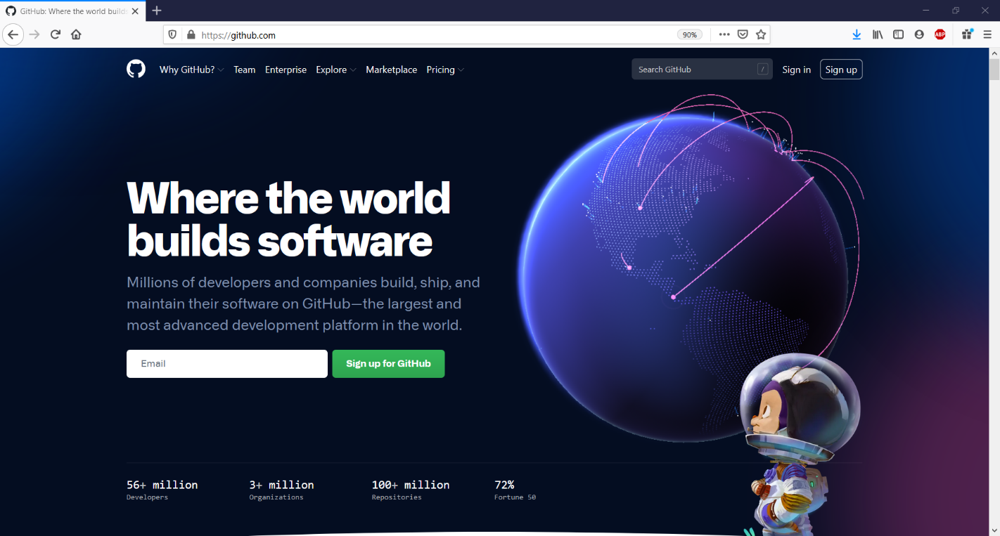 GitHub: Where the world builds
https://github.com
90%
ABP
Why GitHub? Team Enterprise Explore Marketplace Pricing
Search GitHub /
Sign in Sign up
Where the world
builds software
Millions of developers and companies build, ship, and
maintain their software on GitHub—the largest and
most advanced development platform in the world.
Email
Sign up for GitHub
56+ million 3+ million 100+ million 72%
Developers Organizations Repositories Fortune 50